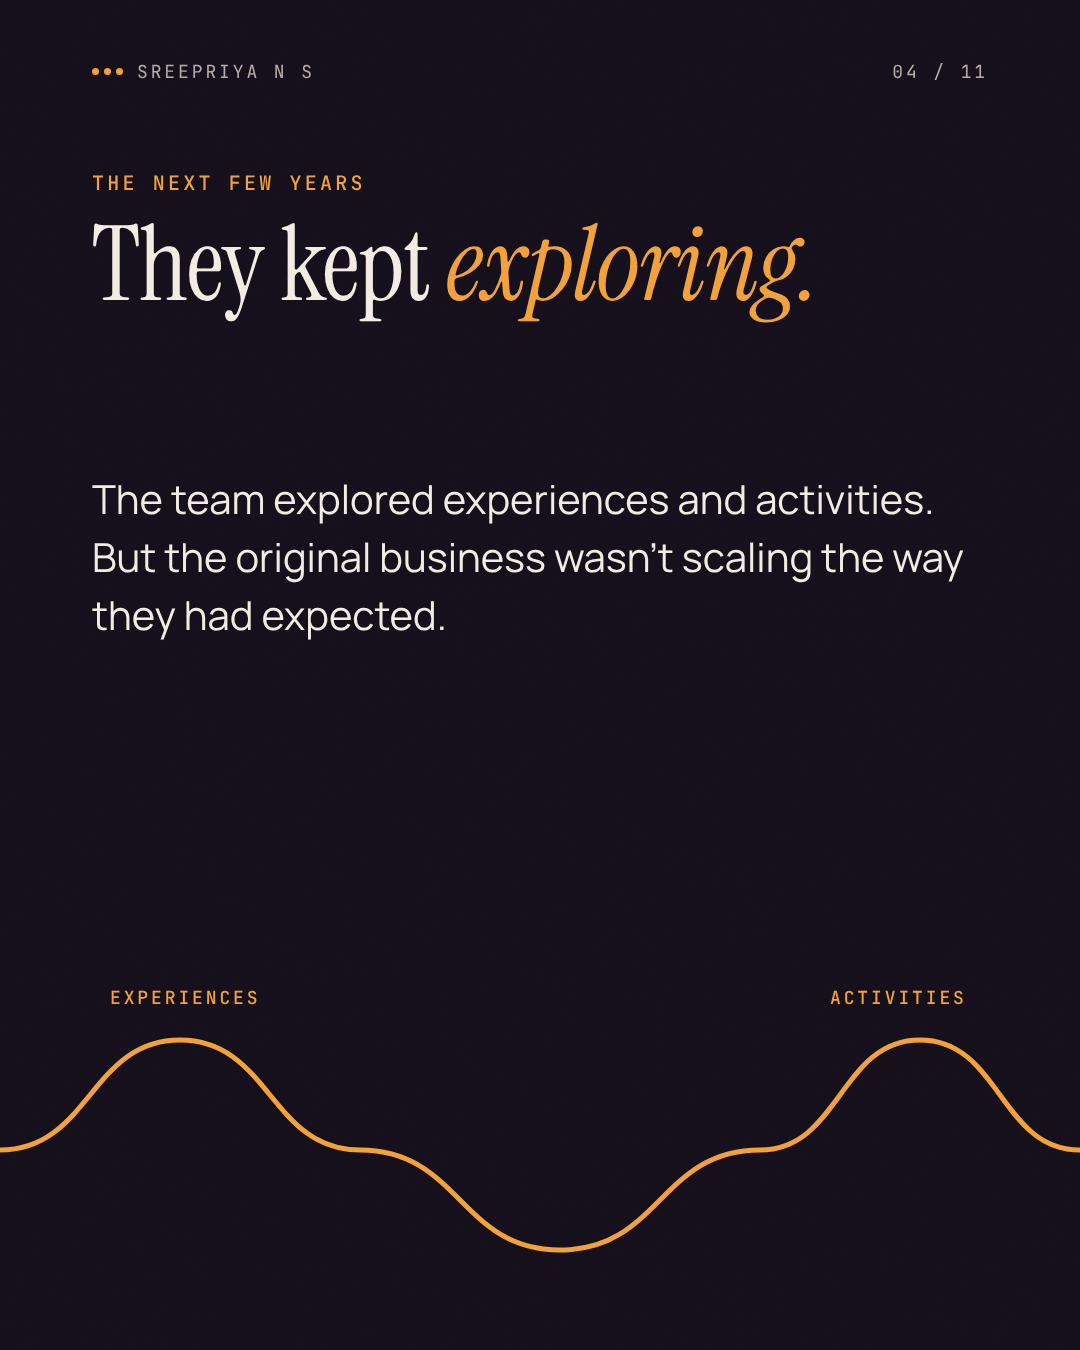 SREEPRIYA N S
04 / 11
THE NEXT FEW YEARS
They kept exploring.
The team explored experiences and activities.
But the original business wasn’t scaling the way
they had expected.
EXPERIENCES
ACTIVITIES